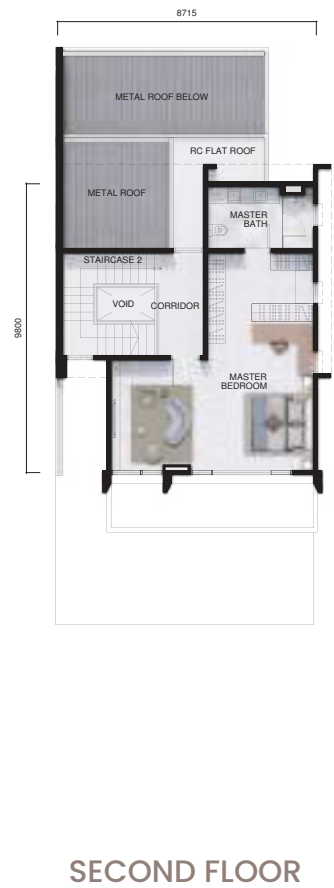 8715
METAL ROOF BELOW
RC FLAT ROOF
METAL ROOF
MASTER
BATH
STAIRCASE 2
VOID
CORRIDOR
9800
MASTER
BEDROOM
SECOND FLOOR